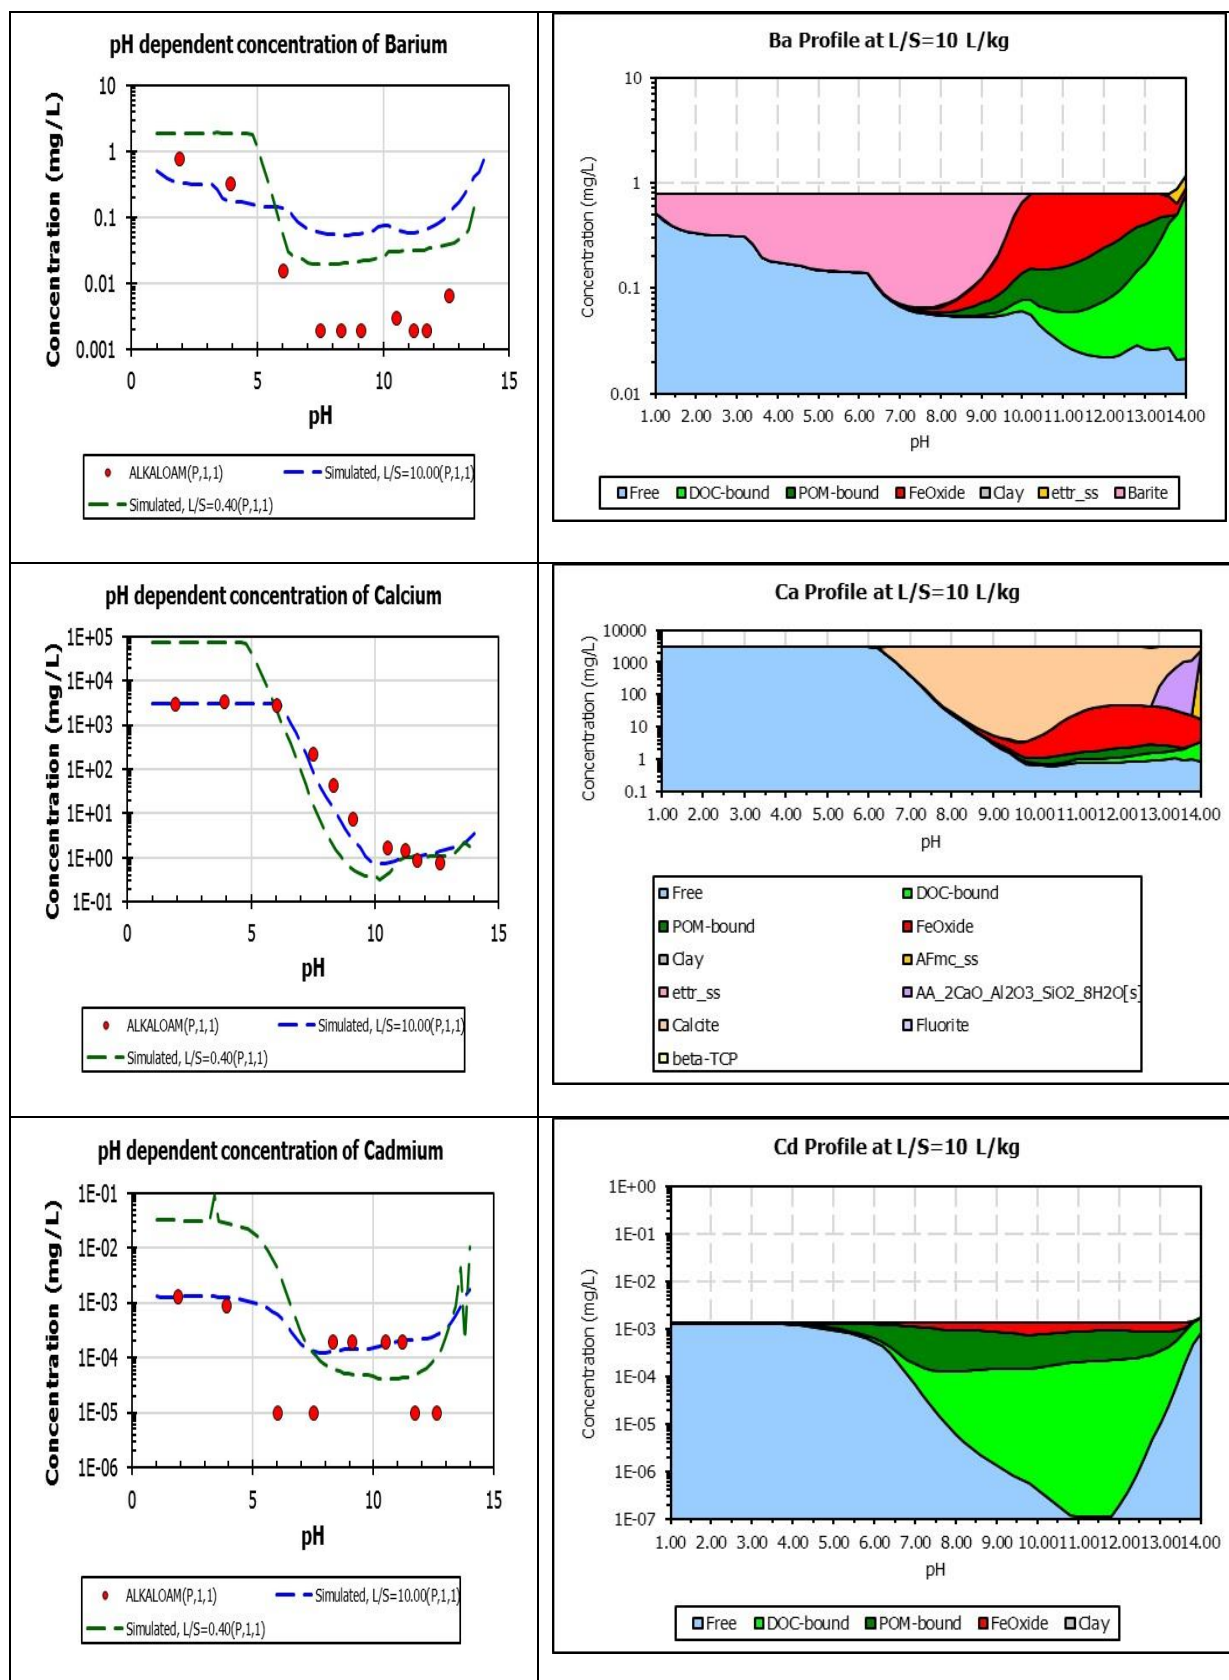 pH dependent concentration of Barium
Concentration (mg/L)
10
1
0.1
0.01
0.001
0 5 10 15
pH
ALKALOAM(P,1,1) Simulated, L/S=10.00(P,1,1)
Simulated, L/S=0.40(P,1,1)
Ba Profile at L/S=10 L/kg
Concentration (mg/L)
10
1
0.1
0.01
1.00 2.00 3.00 4.00 5.00 6.00 7.00 8.00 9.00 10.00 11.00 12.00 13.00 14.00
pH
Free DOC-bound POM-bound FeOxide Clay ettr_ss Barite
pH dependent concentration of Calcium
Concentration (mg/L)
1E+05
1E+04
1E+03
1E+02
1E+01
1E+00
1E-01
0 5 10 15
pH
ALKALOAM(P,1,1) Simulated, L/S=10.00(P,1,1)
Simulated, L/S=0.40(P,1,1)
Ca Profile at L/S=10 L/kg
Concentration (mg/L)
10000
1000
100
10
1
0.1
1.00 2.00 3.00 4.00 5.00 6.00 7.00 8.00 9.00 10.00 11.00 12.00 13.00 14.00
pH
Free DOC-bound
POM-bound FeOxide
Clay AFmc_ss
ettr_ss AA_2CaO_Al2O3_SiO2_8H2O[s]
Calcite Fluorite
beta-TCP
pH dependent concentration of Cadmium
Concentration (mg/L)
1E-01
1E-02
1E-03
1E-04
1E-05
1E-06
0 5 10 15
pH
ALKALOAM(P,1,1) Simulated, L/S=10.00(P,1,1)
Simulated, L/S=0.40(P,1,1)
Cd Profile at L/S=10 L/kg
Concentration (mg/L)
1E+00
1E-01
1E-02
1E-03
1E-04
1E-05
1E-06
1E-07
1.00 2.00 3.00 4.00 5.00 6.00 7.00 8.00 9.00 10.00 11.00 12.00 13.00 14.00
pH
Free DOC-bound POM-bound FeOxide Clay